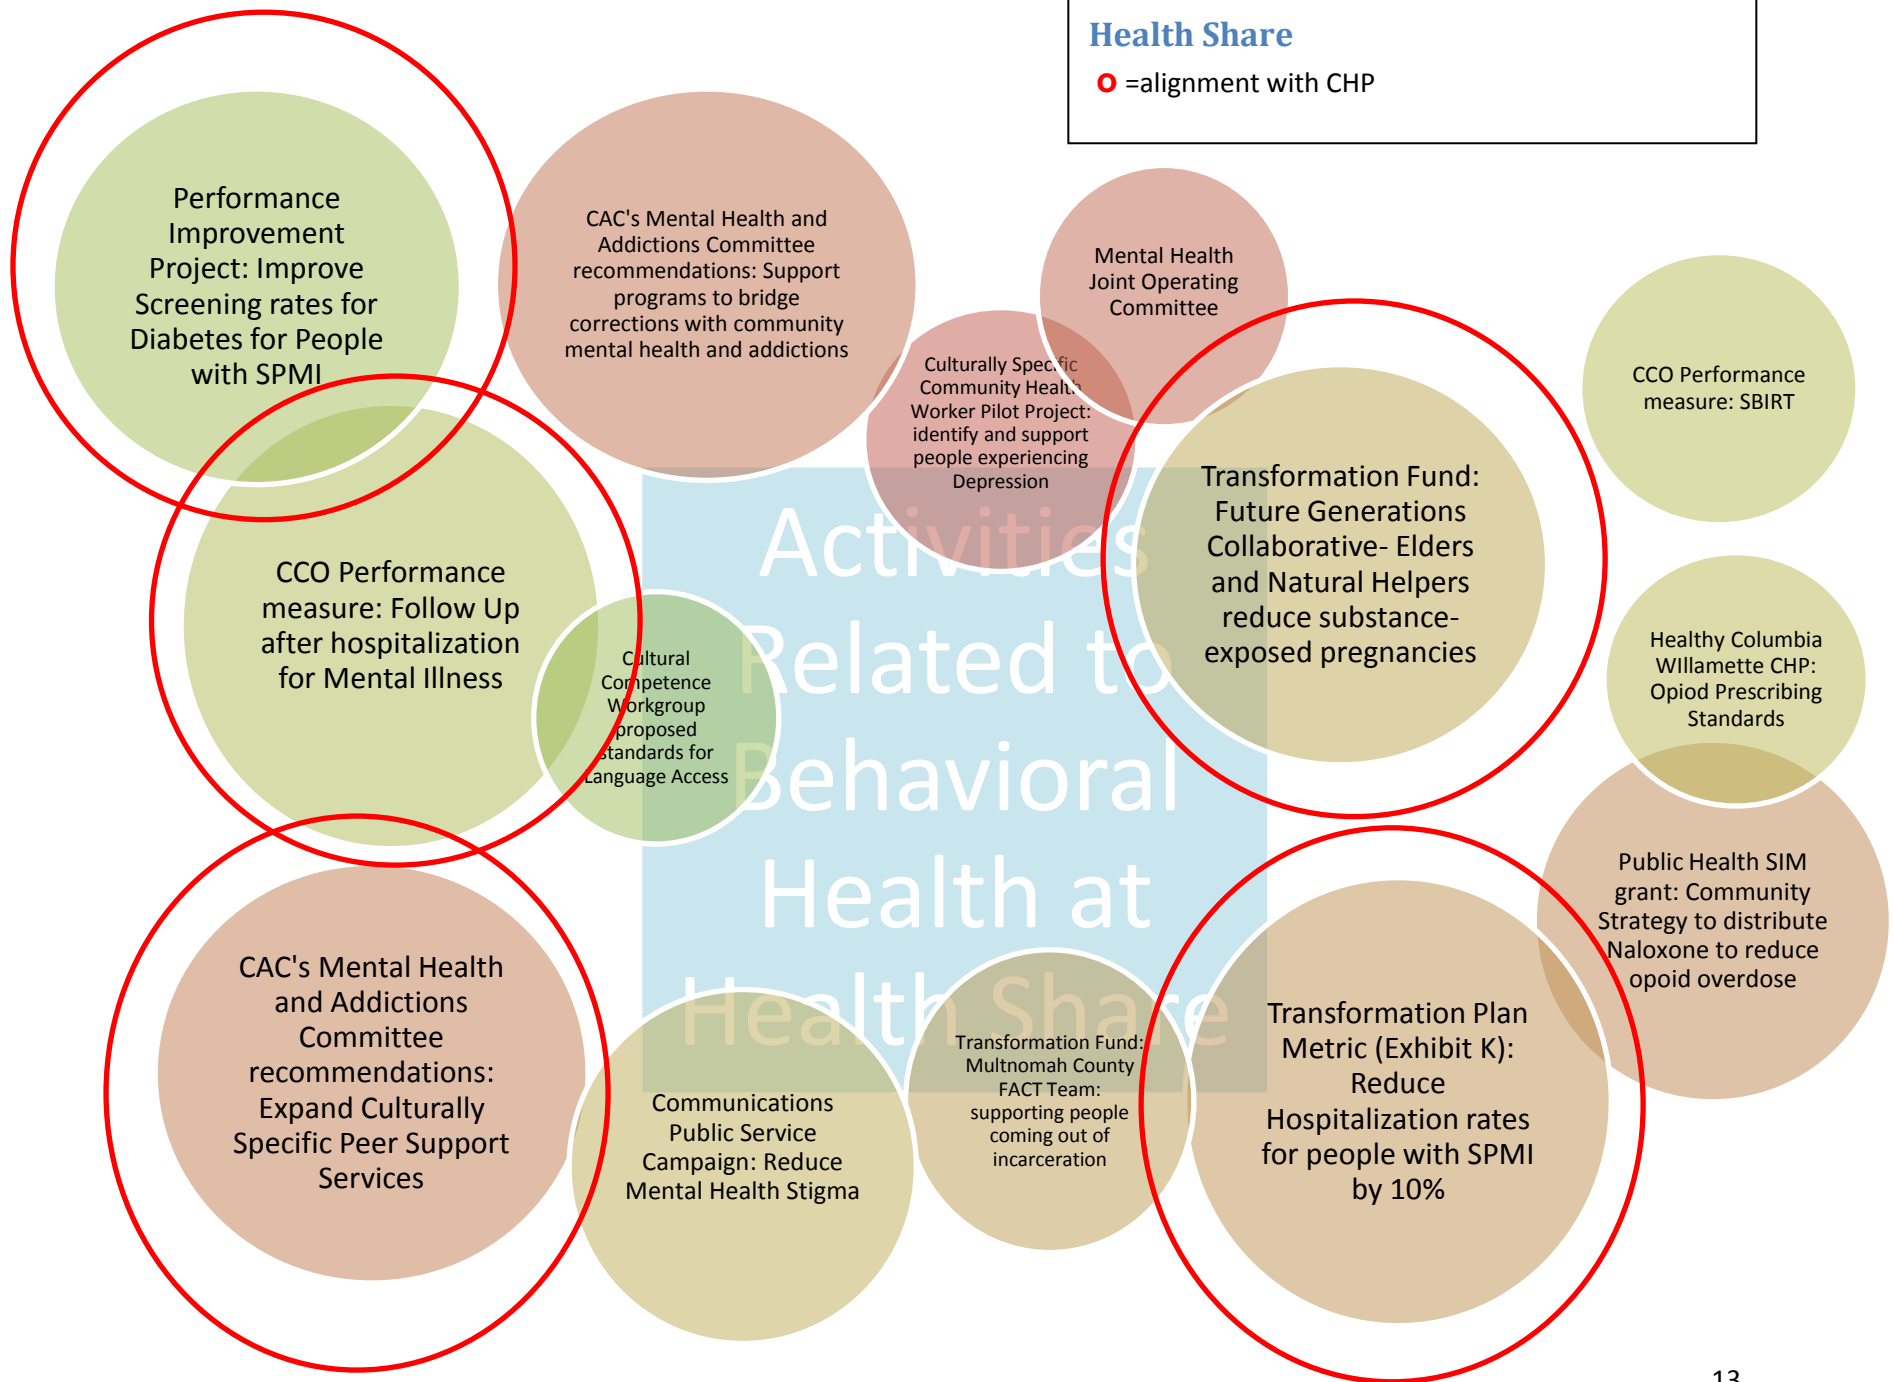 Health Share
o =alignment with CHP
Performance
Improvement
Project: Improve
Screening rates for
Diabetes for People
with SPMI
CAC's Mental Health and
Addictions Committee
recommendations: Support
programs to bridge
corrections with community
mental health and addictions
Mental Health
Joint Operating
Committee
Culturally Specific
Community Health
Worker Pilot Project:
identify and support
people experiencing
Depression
CCO Performance
measure: SBIRT
Transformation Fund:
Future Generations
Collaborative- Elders
and Natural Helpers
reduce substance-
exposed pregnancies
CCO Performance
measure: Follow Up
after hospitalization
for Mental Illness
Cultural
Competence
Workgroup
proposed
standards for
Language Access
Activities
Related to
Behavioral
Health at
Health Share
Healthy Columbia
WIllamette CHP:
Opiod Prescribing
Standards
Public Health SIM
grant: Community
Strategy to distribute
Naloxone to reduce
opoid overdose
CAC's Mental Health
and Addictions
Committee
recommendations:
Expand Culturally
Specific Peer Support
Services
Communications
Public Service
Campaign: Reduce
Mental Health Stigma
Transformation Fund:
Multnomah County
FACT Team:
supporting people
coming out of
incarceration
Transformation Plan
Metric (Exhibit K):
Reduce
Hospitalization rates
for people with SPMI
by 10%
13